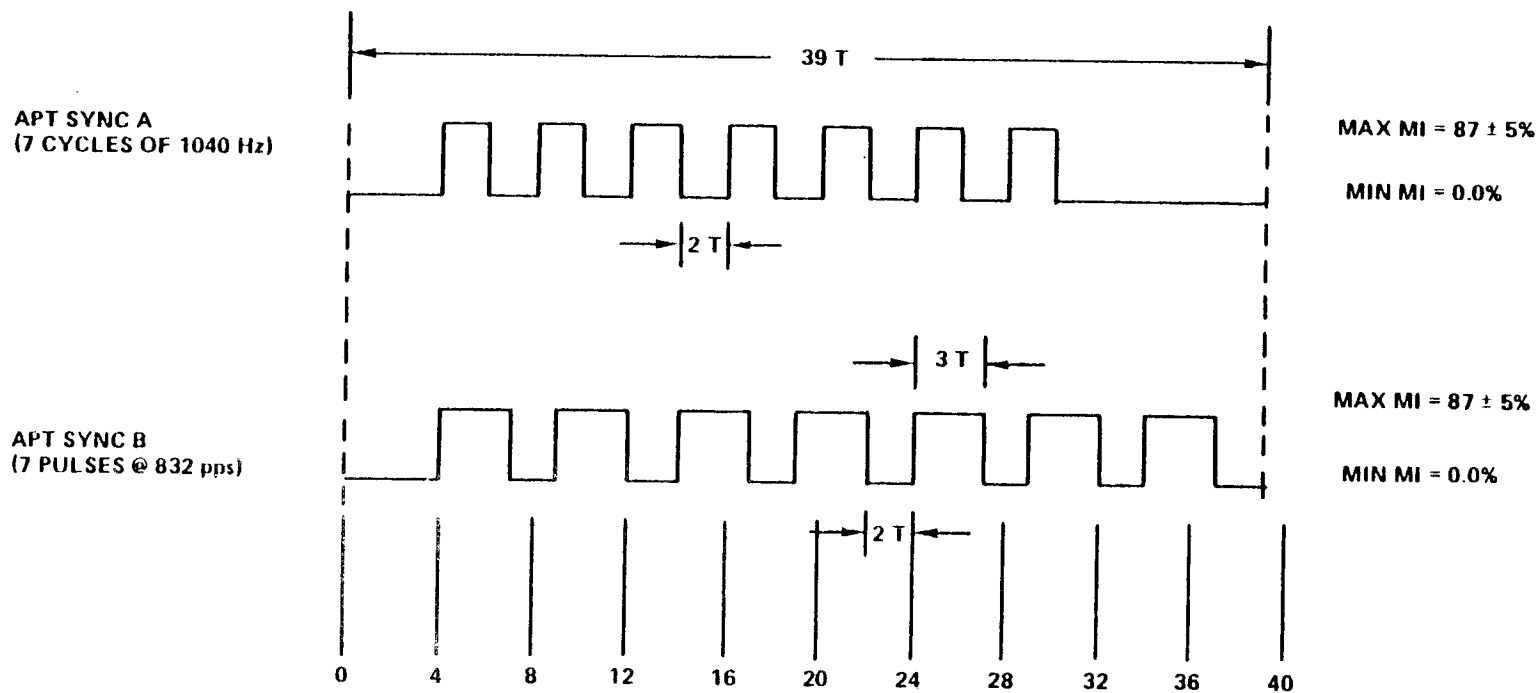 39 T
APT SYNC A
(7 CYCLES OF 1040 Hz)
MAX MI = 87 ± 5%
MIN MI = 0.0%
2 T
3 T
APT SYNC B
(7 PULSES @ 832 pps)
MAX MI = 87 ± 5%
MIN MI = 0.0%
2 T
0 4 8 12 16 20 24 28 32 36 40